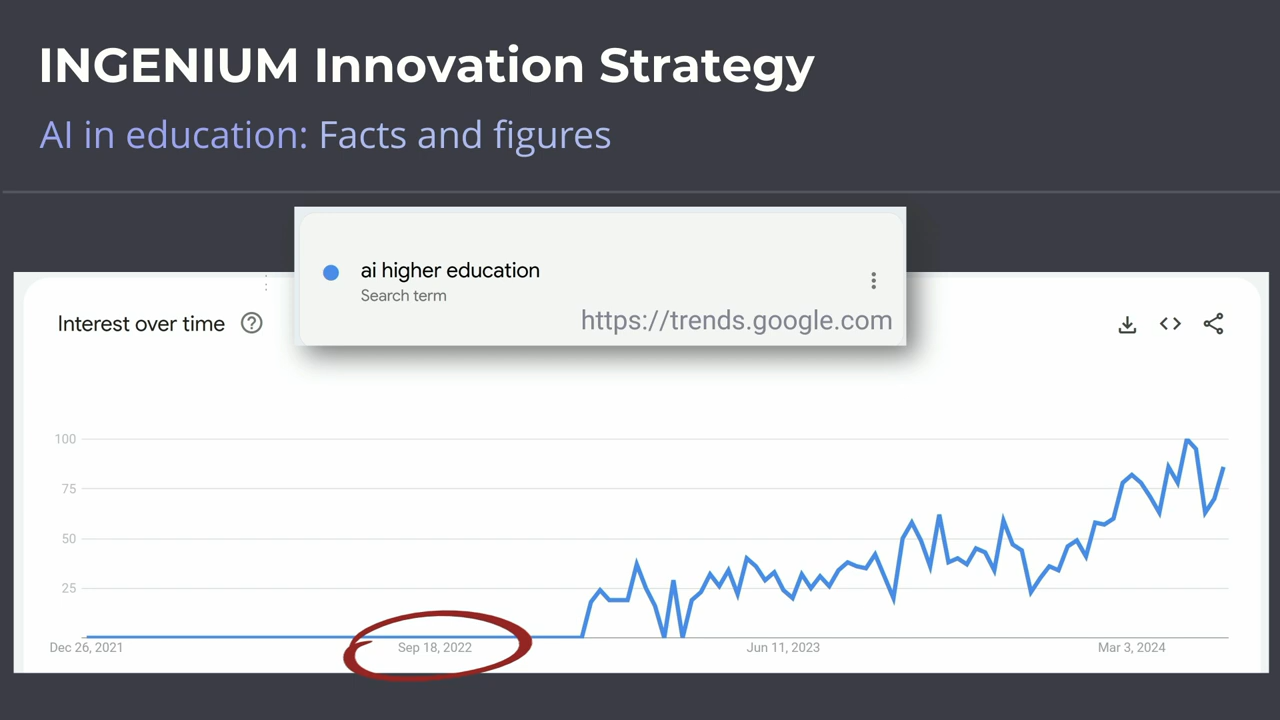 INGENIUM Innovation Strategy
AI in education: Facts and figures
ai higher education
Search term
https://trends.google.com
Interest over time
100
75
50
25
Dec 26, 2021
Sep 18, 2022
Jun 11, 2023
Mar 3, 2024